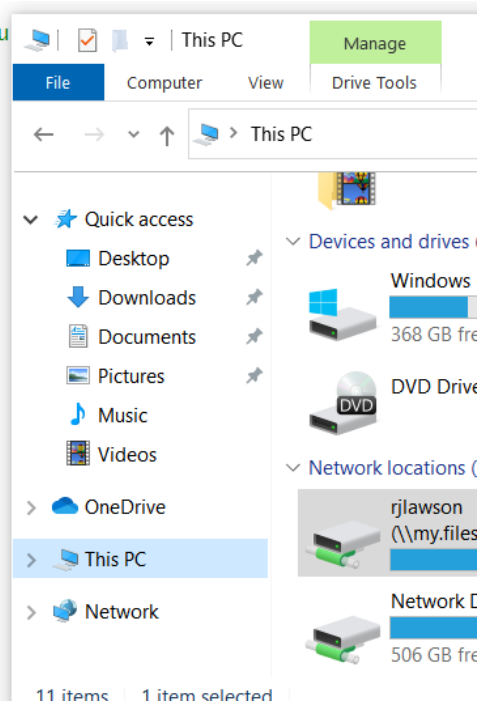 u
This PC
Manage
File
Computer
View
Drive Tools
This PC
Quick access
Desktop
Downloads
Documents
Pictures
Music
Videos
OneDrive
This PC
Network
Devices and drives (
Windows
368 GB fre
DVD Drive
DVD
Network locations (
rjlawson
(\\my.files
Network D
506 GB fre
11 items
1 item selected